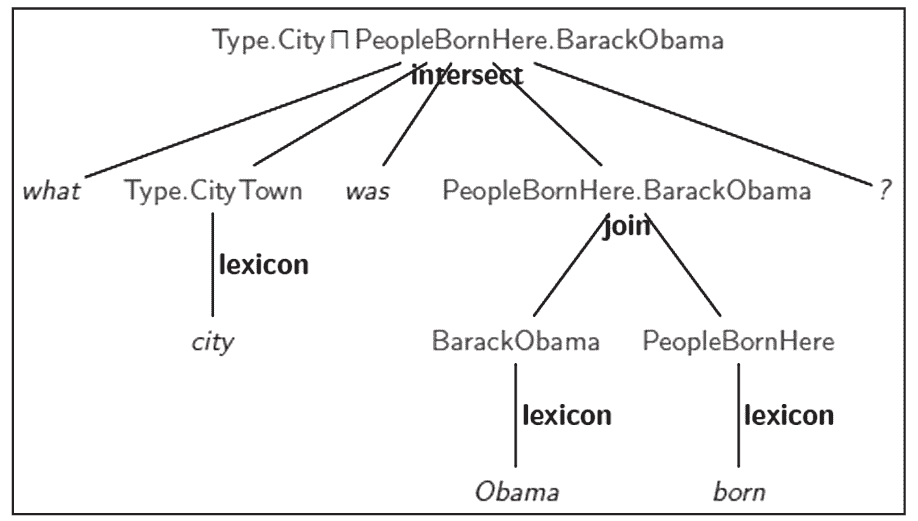 Type.City ⊓ PeopleBornHere.BarackObama
intersect
what Type.CityTown was PeopleBornHere.BarackObama ?
join
lexicon
city BarackObama PeopleBornHere
lexicon lexicon
Obama born